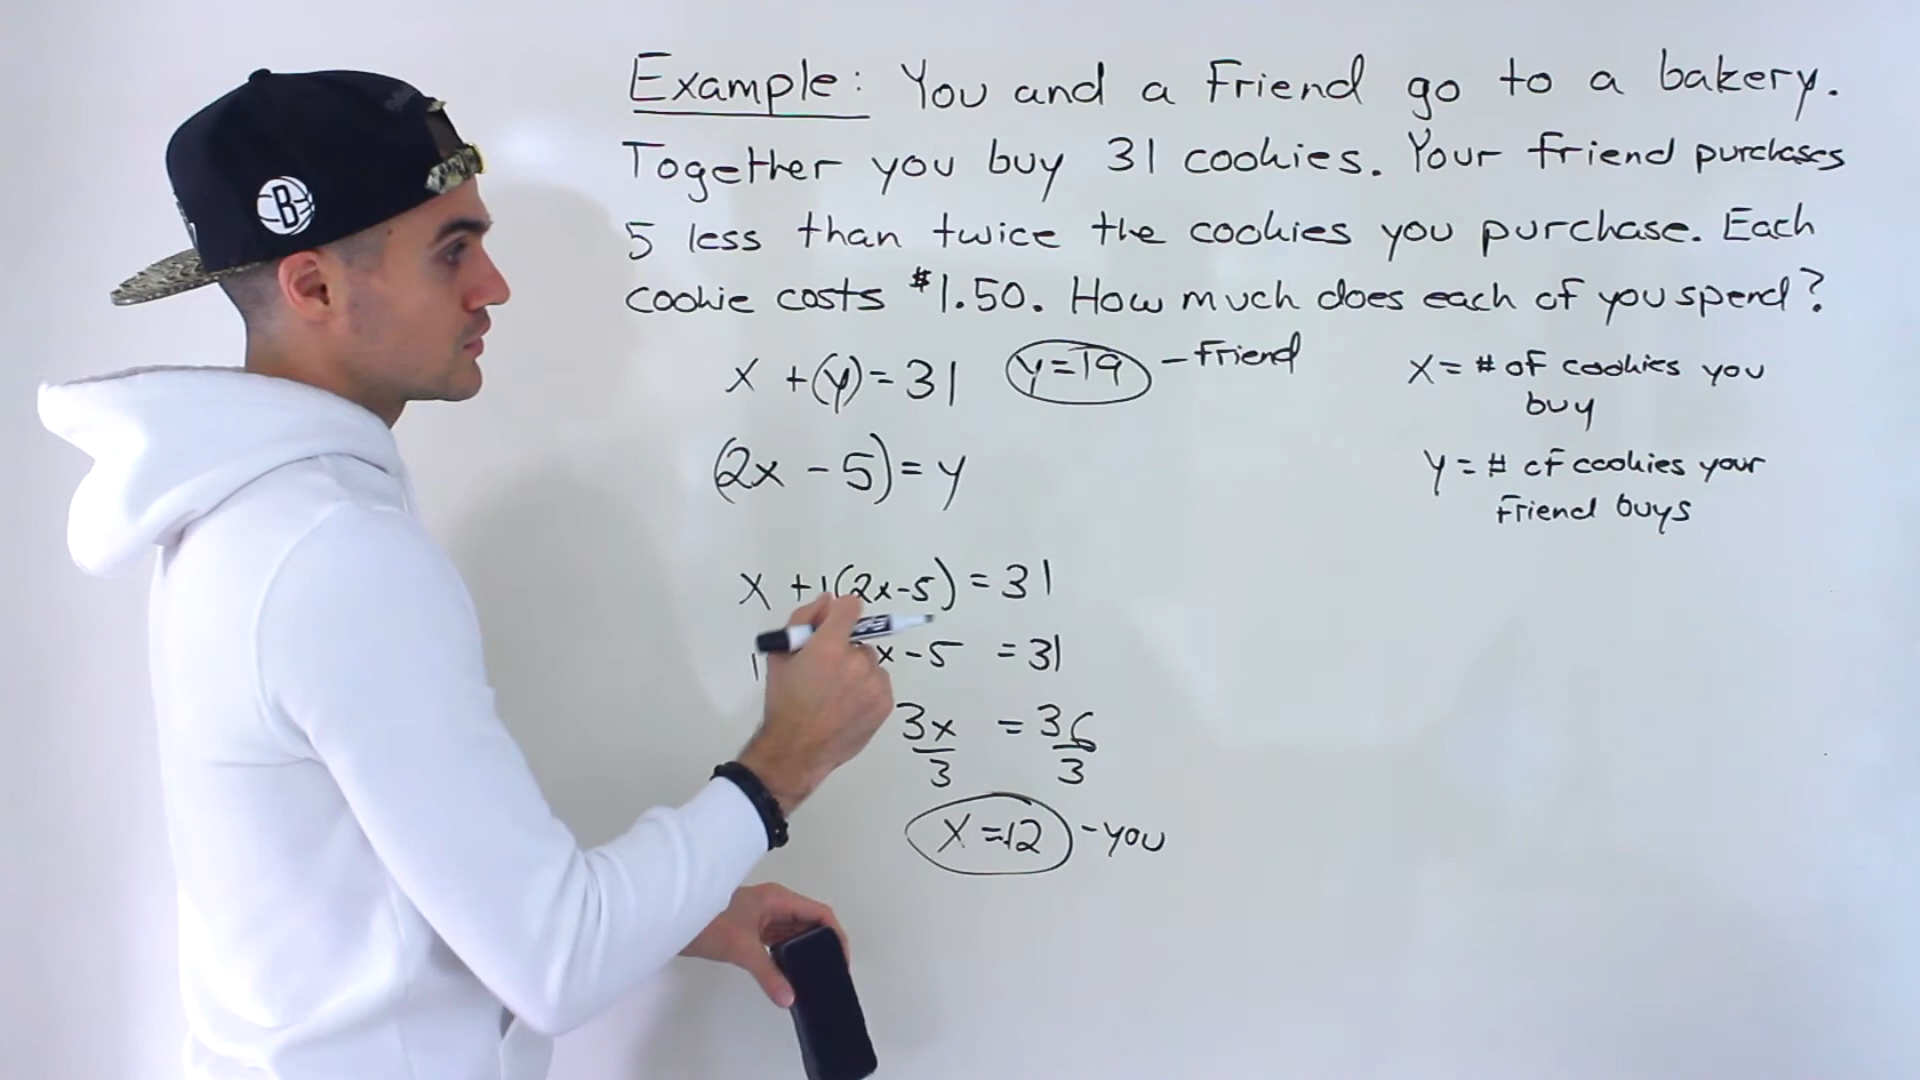 Example: You and a Friend go to a bakery.
Together you buy 31 cookies. Your friend purchases
5 less than twice the cookies you purchase. Each
cookie costs $1.50. How much does each of you spend?
x + (y) = 31 y = 19 - Friend
(2x - 5) = y
x = # of cookies you
buy
y = # of cookies your
Friend buys
x + 1(2x - 5) = 31
1 x - 5 = 31
3x/3 = 36/3
x = 12 - you
B